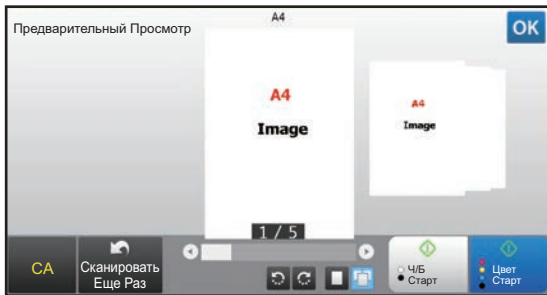 A4
Предварительный Просмотр
OK
A4
Image
A4
Image
1 / 5
CA
Сканировать
Еще Раз
Ч/Б
Старт
Цвет
Старт